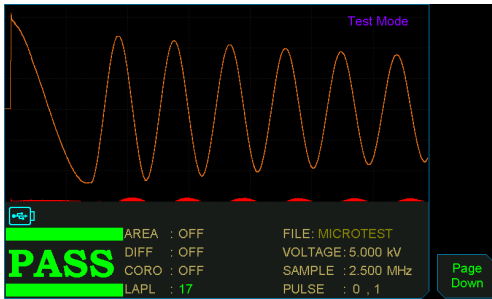 Test Mode
AREA : OFF
FILE: MICROTEST
PASS
DIFF : OFF
VOLTAGE: 5.000 kV
CORO : OFF
SAMPLE : 2.500 MHz
LAPL : 17
PULSE : 0 , 1
Page
Down